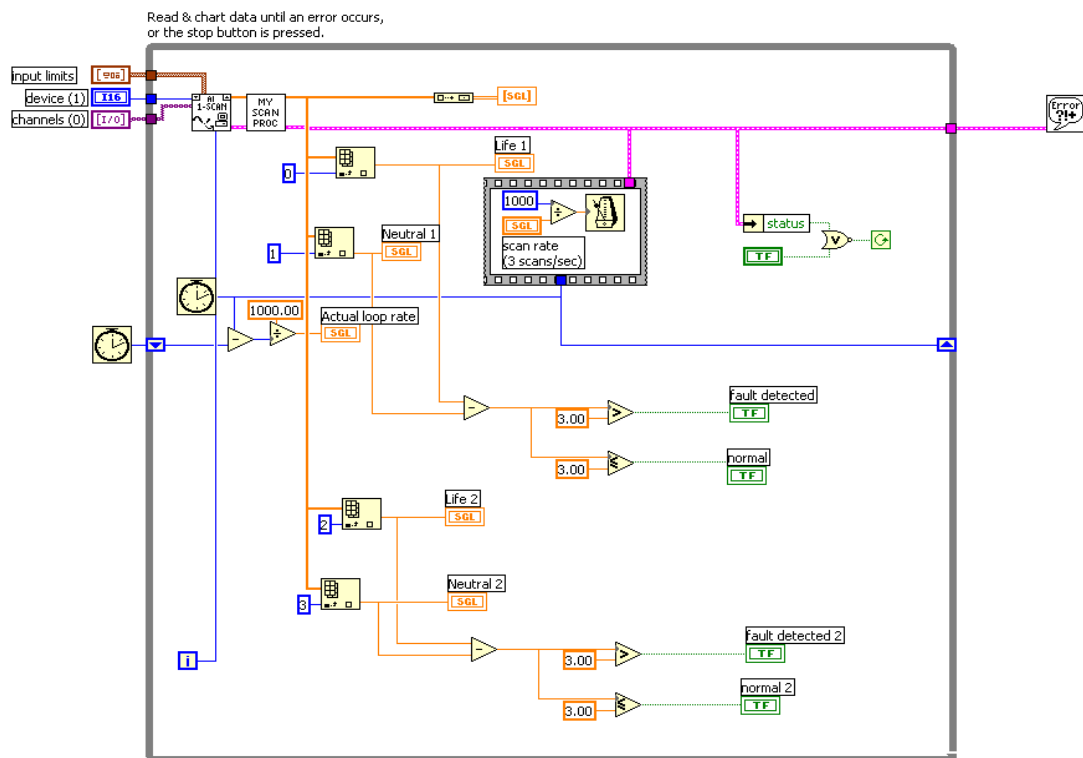 Read & chart data until an error occurs,
or the stop button is pressed.
input limits
device (1)
I16
channels (0)
[I/O]
AI
1-SCAN
MY
SCAN
PROC
[SGL]
Error
?!+
Life 1
SGL
0
1000
SGL
scan rate
(3 scans/sec)
Neutral 1
SGL
1
status
V
TF
1000.00
Actual loop rate
SGL
fault detected
TF
3.00
normal
TF
3.00
Life 2
SGL
2
Neutral 2
SGL
3
fault detected 2
TF
3.00
i
normal 2
TF
3.00